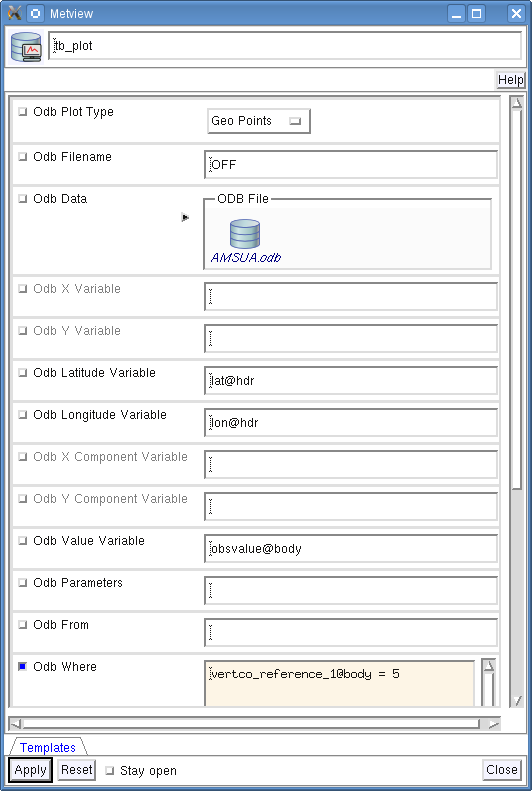 Metview
tb_plot
Help
Odb Plot Type
Geo Points
Odb Filename
OFF
Odb Data
ODB File
AMSUA.odb
Odb X Variable
Odb Y Variable
Odb Latitude Variable
lat@hdr
Odb Longitude Variable
lon@hdr
Odb X Component Variable
Odb Y Component Variable
Odb Value Variable
obsvalue@body
Odb Parameters
Odb From
Odb Where
vertco_reference_1@body = 5
Templates
Apply
Reset
Stay open
Close